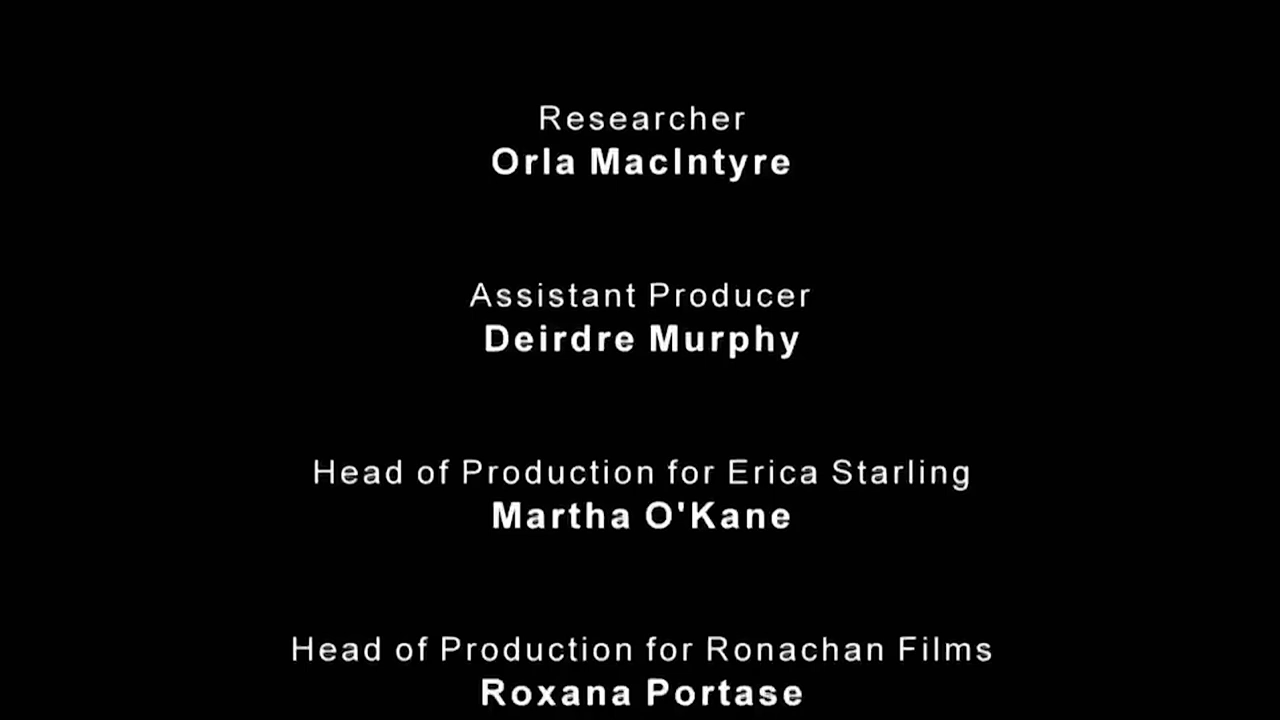 Researcher
Orla MacIntyre
Assistant Producer
Deirdre Murphy
Head of Production for Erica Starling
Martha O'Kane
Head of Production for Ronachan Films
Roxana Portase